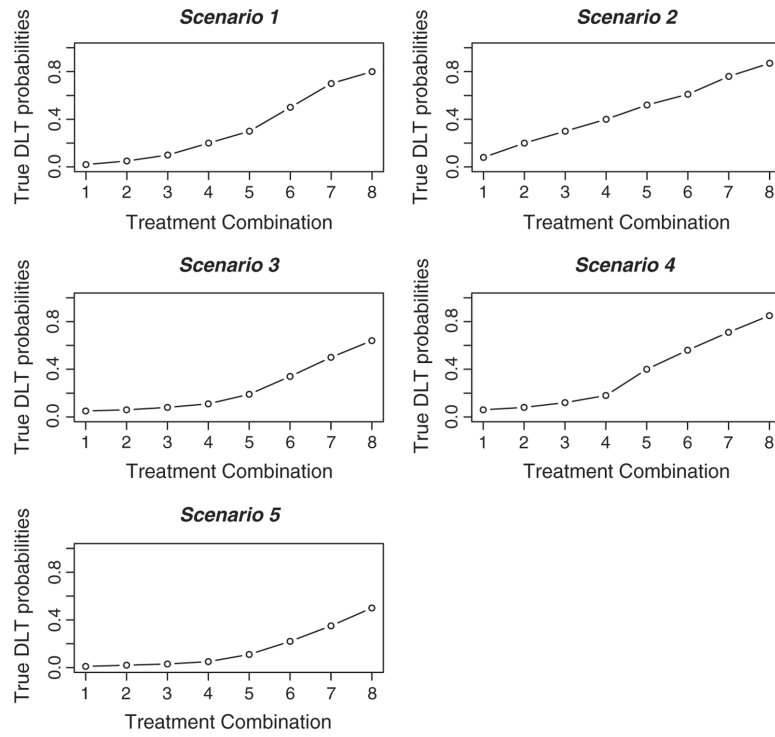 Scenario 1
True DLT probabilities
0.0 0.4 0.8
1 2 3 4 5 6 7 8
Treatment Combination
Scenario 2
True DLT probabilities
0.0 0.4 0.8
1 2 3 4 5 6 7 8
Treatment Combination
Scenario 3
True DLT probabilities
0.0 0.4 0.8
1 2 3 4 5 6 7 8
Treatment Combination
Scenario 4
True DLT probabilities
0.0 0.4 0.8
1 2 3 4 5 6 7 8
Treatment Combination
Scenario 5
True DLT probabilities
0.0 0.4 0.8
1 2 3 4 5 6 7 8
Treatment Combination